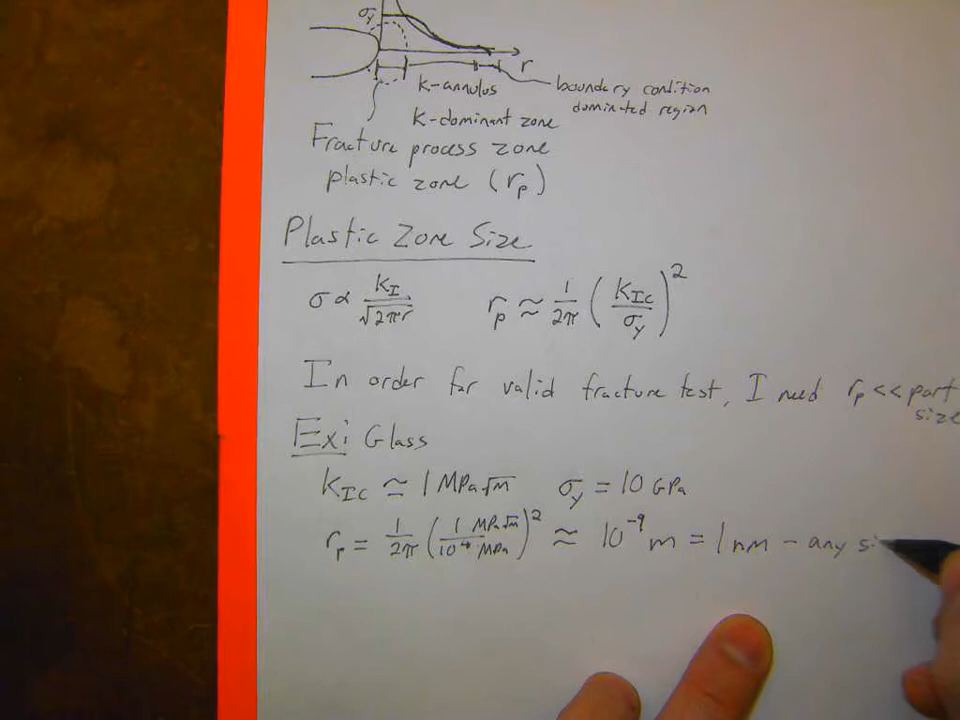 σy
r
K-annulus
boundary condition
dominated region
K-dominant zone
Fracture process zone
plastic zone (rp)
Plastic Zone Size
σ ∝ KI/√2πr rp ≈ 1/2π (KIc/σy)²
In order for valid fracture test, I need rp << part
size
Ex: Glass
KIC ≃ 1 MPa√m σy = 10 GPa
rp = 1/2π (1 MPa√m/10⁴ MPa)² ≈ 10⁻⁹ m = 1 nm - any si